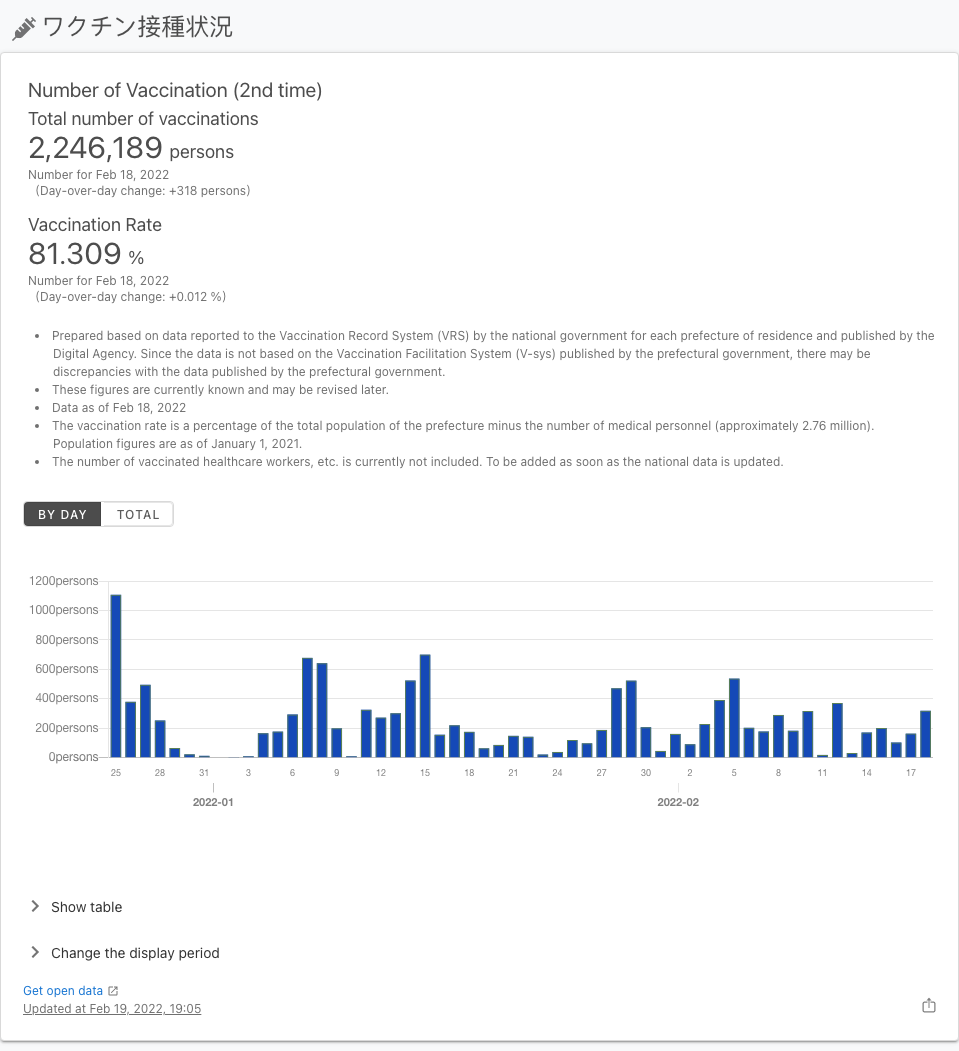 ワクチン接種状況
Number of Vaccination (2nd time)
Total number of vaccinations
2,246,189 persons
Number for Feb 18, 2022
(Day-over-day change: +318 persons)
Vaccination Rate
81.309 %
Number for Feb 18, 2022
(Day-over-day change: +0.012 %)
• Prepared based on data reported to the Vaccination Record System (VRS) by the national government for each prefecture of residence and published by the
Digital Agency. Since the data is not based on the Vaccination Facilitation System (V-sys) published by the prefectural government, there may be
discrepancies with the data published by the prefectural government.
• These figures are currently known and may be revised later.
• Data as of Feb 18, 2022
• The vaccination rate is a percentage of the total population of the prefecture minus the number of medical personnel (approximately 2.76 million).
Population figures are as of January 1, 2021.
• The number of vaccinated healthcare workers, etc. is currently not included. To be added as soon as the national data is updated.
BY DAY TOTAL
1200persons
1000persons
800persons
600persons
400persons
200persons
0persons
25 28 31 3 6 9 12 15 18 21 24 27 30 2 5 8 11 14 17
2022-01 2022-02
Show table
Change the display period
Get open data
Updated at Feb 19, 2022, 19:05